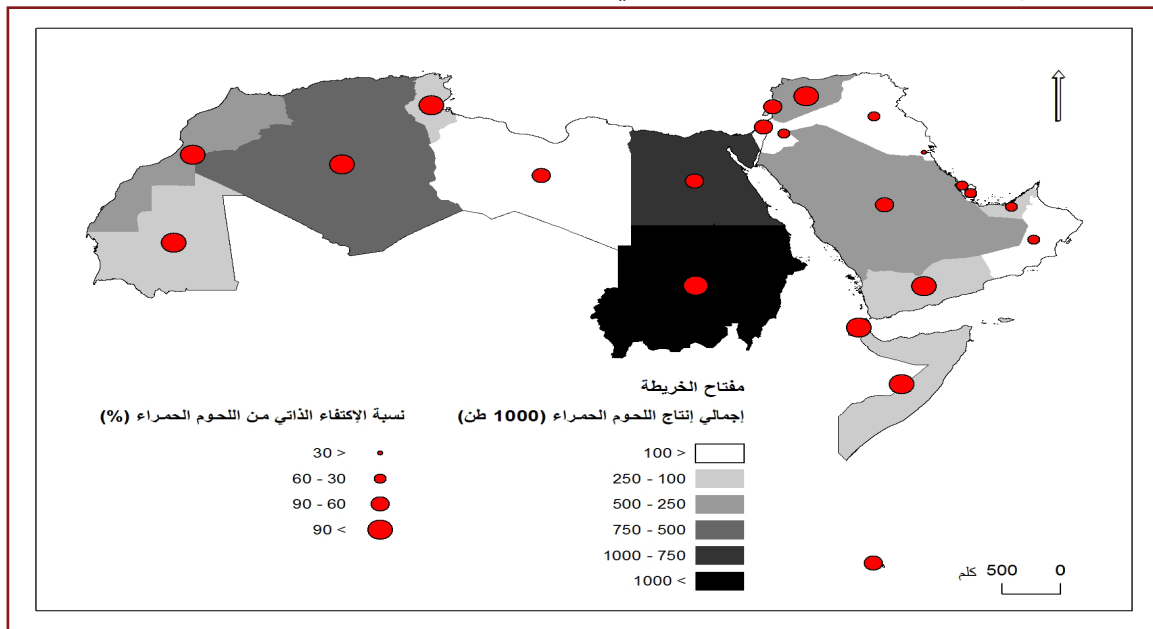 مفتاح الخريطة
إجمالي إنتاج اللحوم الحمراء (1000 طن)
100 >
250 - 100
500 - 250
750 - 500
1000 - 750
1000 <
نسبة الإكتفاء الذاتي من اللحوم الحمراء (%)
30 >
60 - 30
90 - 60
90 <
500 0
كلم